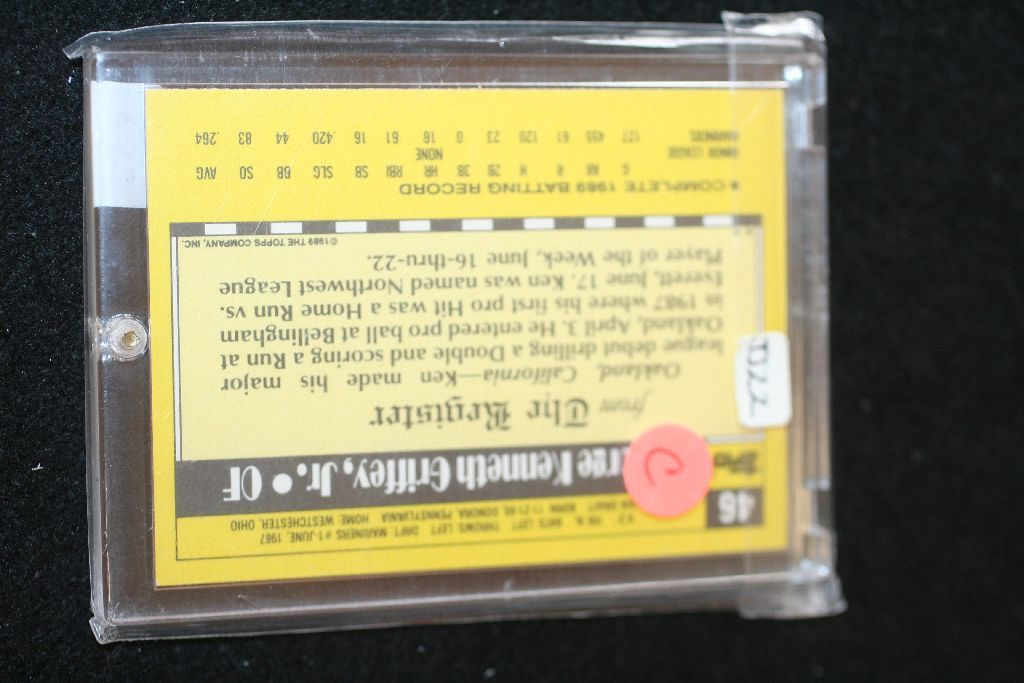 46
HT. 6'2" BATS: LEFT THROWS: LEFT DRAFT: MARINERS #1-JUNE, 1987
BORN: 11-21-69, DONORA, PENNSYLVANIA HOME: WESTCHESTER, OHIO
Kenneth Griffey, Jr. • OF
C
from The Register
Oakland, California—Ken made his major
league debut drilling a Double and scoring a Run at
Oakland, April 3. He entered pro ball at Bellingham
in 1987 where his first pro Hit was a Home Run vs.
Everett, June 17. Ken was named Northwest League
Player of the Week, June 16-thru-22.
©1989 THE TOPPS COMPANY, INC.
★COMPLETE 1989 BATTING RECORD
G AB R H 2B 3B HR RBI SB SLG BB SO AVG
MINOR LEAGUE NONE
MARINERS 127 455 61 120 23 0 16 61 16 .420 44 83 .264